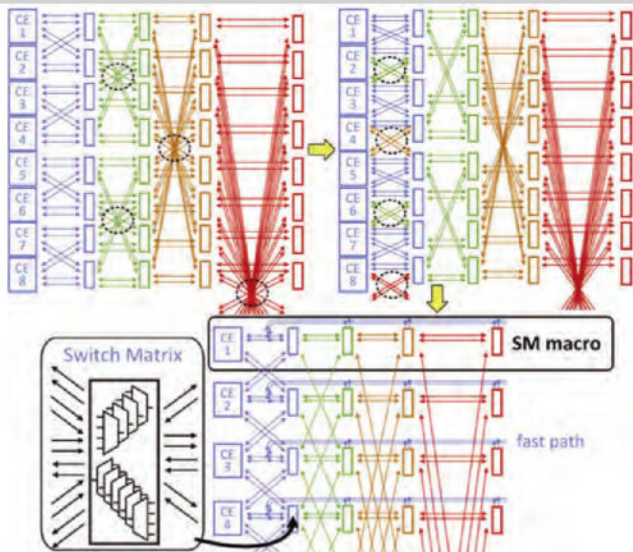 CE 1
CE 2
CE 3
CE 4
CE 5
CE 6
CE 7
CE 8
CE 1
CE 2
CE 3
CE 4
CE 5
CE 6
CE 7
CE 8
Switch Matrix
CE 1
SM macro
CE 2
fast path
CE 3
CE 4